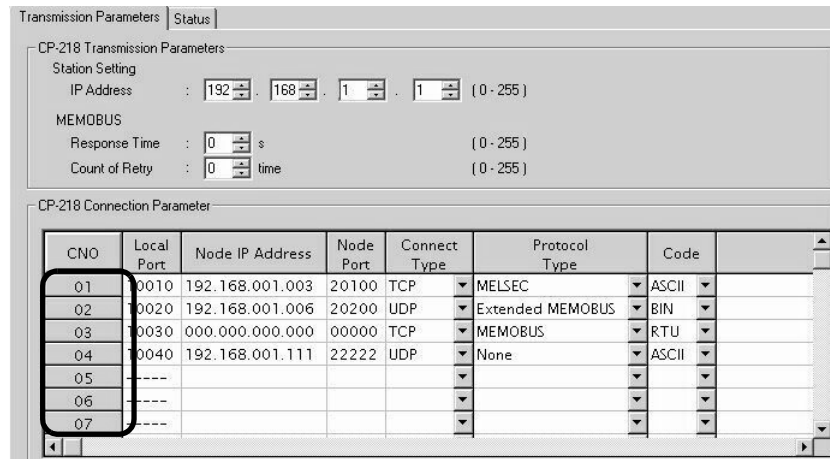 Transmission Parameters Status
CP-218 Transmission Parameters
Station Setting
IP Address : 192 . 168 . 1 . 1 ( 0 - 255 )
MEMOBUS
Response Time : 0 s ( 0 - 255 )
Count of Retry : 0 time ( 0 - 255 )
CP-218 Connection Parameter
CNO Local Port Node IP Address Node Port Connect Type Protocol Type Code
01 10010 192.168.001.003 20100 TCP MELSEC ASCII
02 10020 192.168.001.006 20200 UDP Extended MEMOBUS BIN
03 10030 000.000.000.000 00000 TCP MEMOBUS RTU
04 10040 192.168.001.111 22222 UDP None ASCII
05 -----
06 -----
07 -----